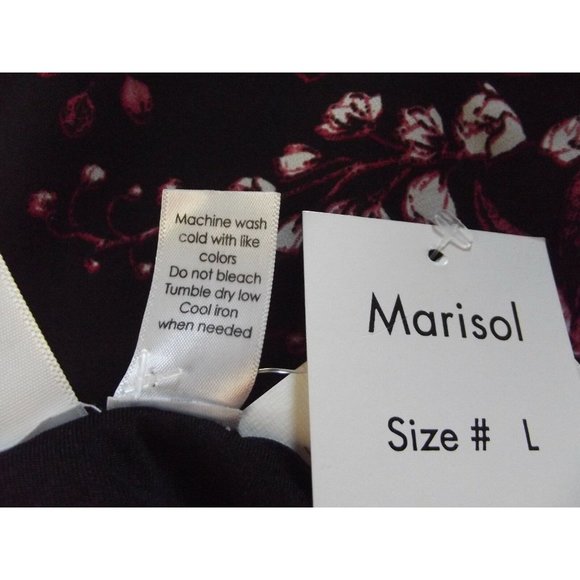 Machine wash
cold with like
colors
Do not bleach
Tumble dry low
Cool iron
when needed
Marisol
Size # L